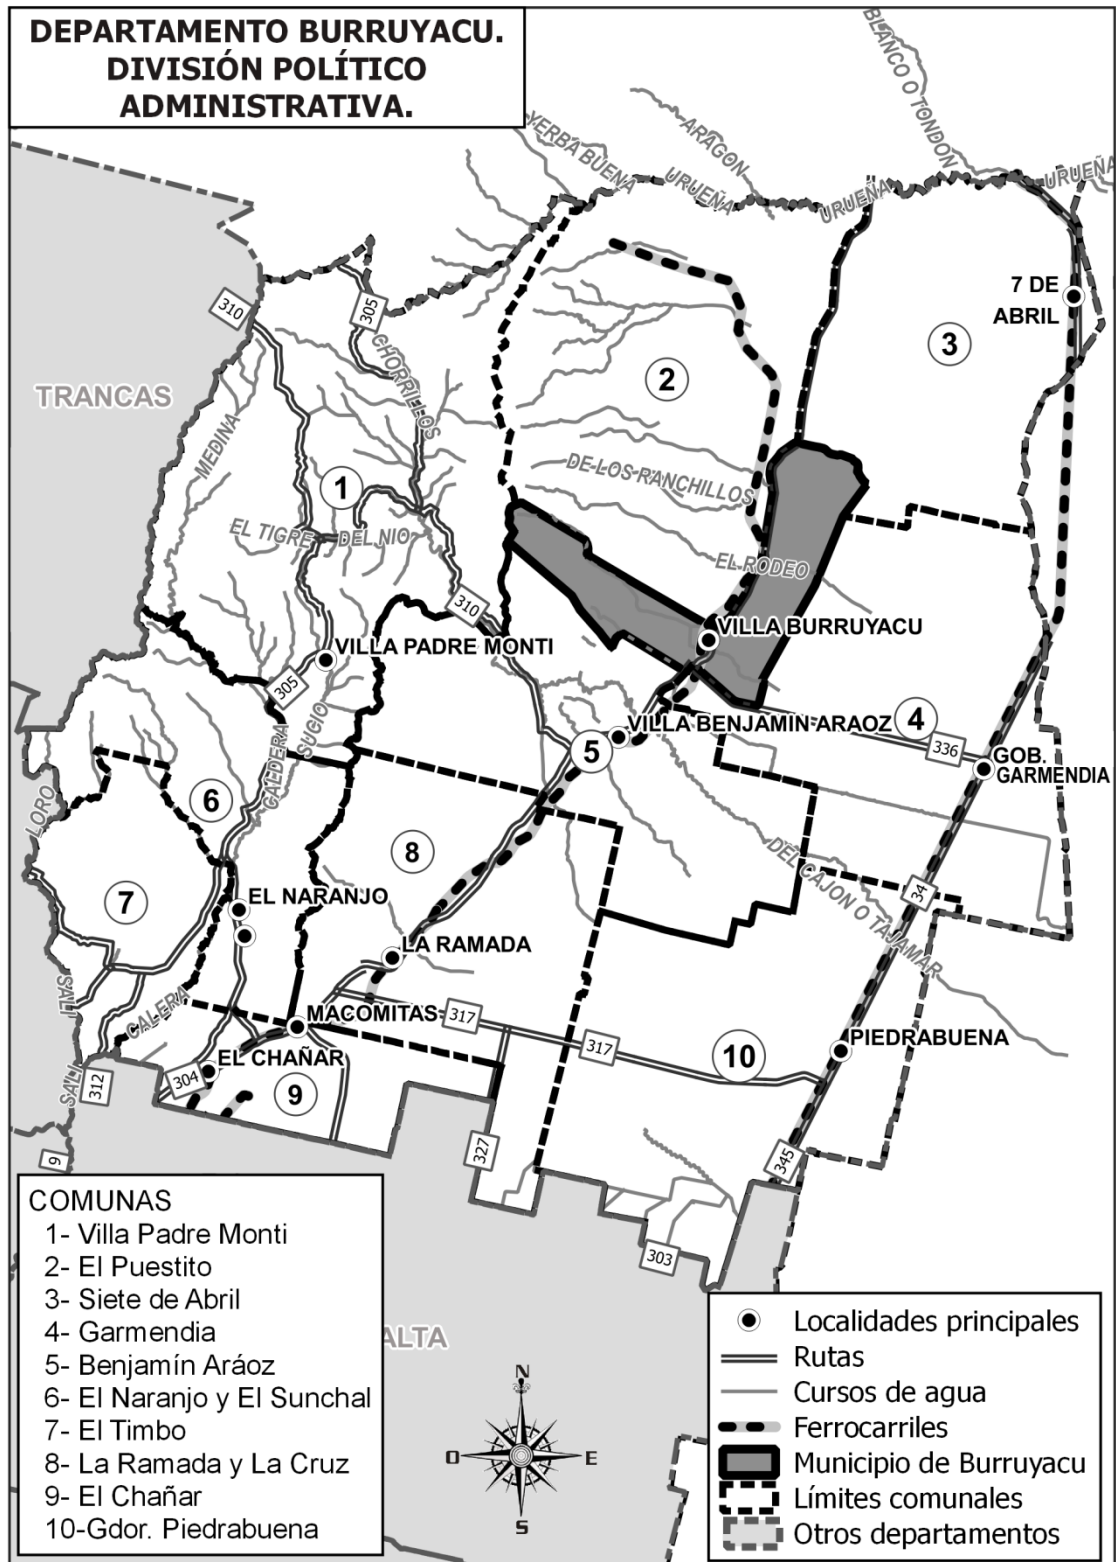 DEPARTAMENTO BURRUYACU.
DIVISIÓN POLÍTICO
ADMINISTRATIVA.
BLANCO O TONDON
YERBA BUENA
ARAGON
URUEÑA
URUEÑA
URUEÑA
7 DE
ABRIL
310
305
CHORRILLOS
3
2
TRANCAS
MEDINA
DE LOS RANCHILLOS
1
EL TIGRE
DEL NIO
EL RODEO
310
VILLA BURRUYACU
VILLA PADRE MONTI
305
SUCIO
CALDERA
VILLA BENJAMIN ARAOZ
4
5
336
GOB.
GARMENDIA
LORO
6
8
DEL CAJON O TAJAMAR
34
7
EL NARANJO
LA RAMADA
SALI
CALERA
MACOMITAS
317
317
10
PIEDRABUENA
EL CHAÑAR
304
312
SALI
9
327
345
9
303
COMUNAS
1- Villa Padre Monti
2- El Puestito
3- Siete de Abril
4- Garmendia
5- Benjamín Aráoz
6- El Naranjo y El Sunchal
7- El Timbo
8- La Ramada y La Cruz
9- El Chañar
10-Gdor. Piedrabuena
ALTA
N
O
E
S
Localidades principales
Rutas
Cursos de agua
Ferrocarriles
Municipio de Burruyacu
Límites comunales
Otros departamentos